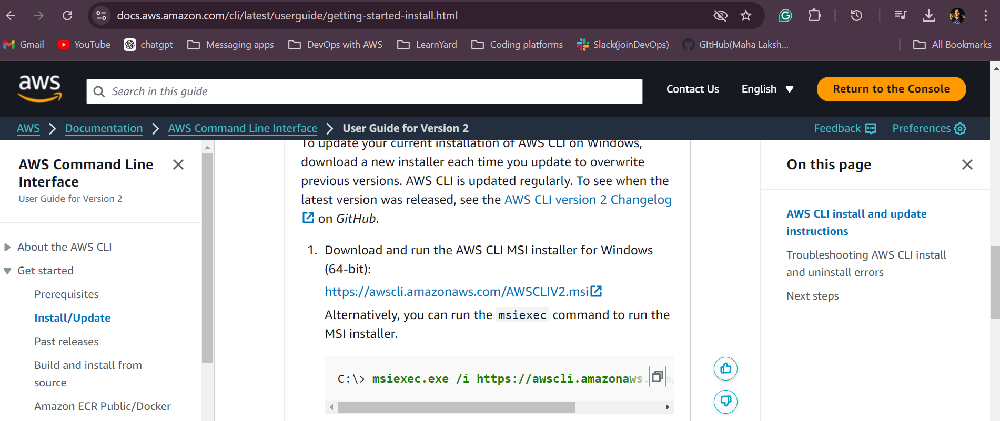 docs.aws.amazon.com/cli/latest/userguide/getting-started-install.html
Gmail
YouTube
chatgpt
Messaging apps
DevOps with AWS
LearnYard
Coding platforms
Slack(joinDevOps)
GItHub(Maha Laksh...
All Bookmarks
aws
Search in this guide
Contact Us
English
Return to the Console
AWS
Documentation
AWS Command Line Interface
User Guide for Version 2
Feedback
Preferences
AWS Command Line
Interface
User Guide for Version 2
About the AWS CLI
Get started
Prerequisites
Install/Update
Past releases
Build and install from
source
Amazon ECR Public/Docker
To update your current installation of AWS CLI on Windows,
download a new installer each time you update to overwrite
previous versions. AWS CLI is updated regularly. To see when the
latest version was released, see the AWS CLI version 2 Changelog
on GitHub.
1. Download and run the AWS CLI MSI installer for Windows
(64-bit):
https://awscli.amazonaws.com/AWSCLIV2.msi
Alternatively, you can run the msiexec command to run the
MSI installer.
C:\> msiexec.exe /i https://awscli.amazonaws.
On this page
AWS CLI install and update
instructions
Troubleshooting AWS CLI install
and uninstall errors
Next steps